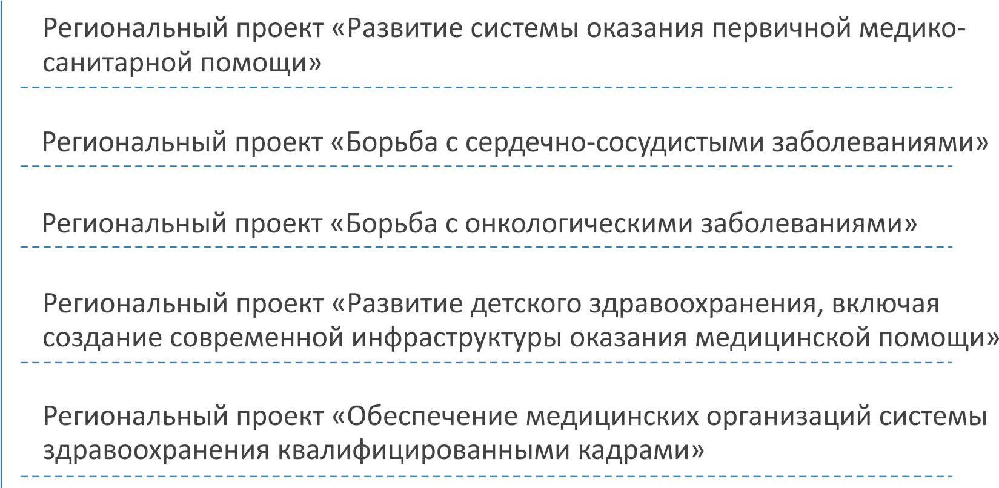 Региональный проект «Развитие системы оказания первичной медико-
санитарной помощи»
Региональный проект «Борьба с сердечно-сосудистыми заболеваниями»
Региональный проект «Борьба с онкологическими заболеваниями»
Региональный проект «Развитие детского здравоохранения, включая
создание современной инфраструктуры оказания медицинской помощи»
Региональный проект «Обеспечение медицинских организаций системы
здравоохранения квалифицированными кадрами»